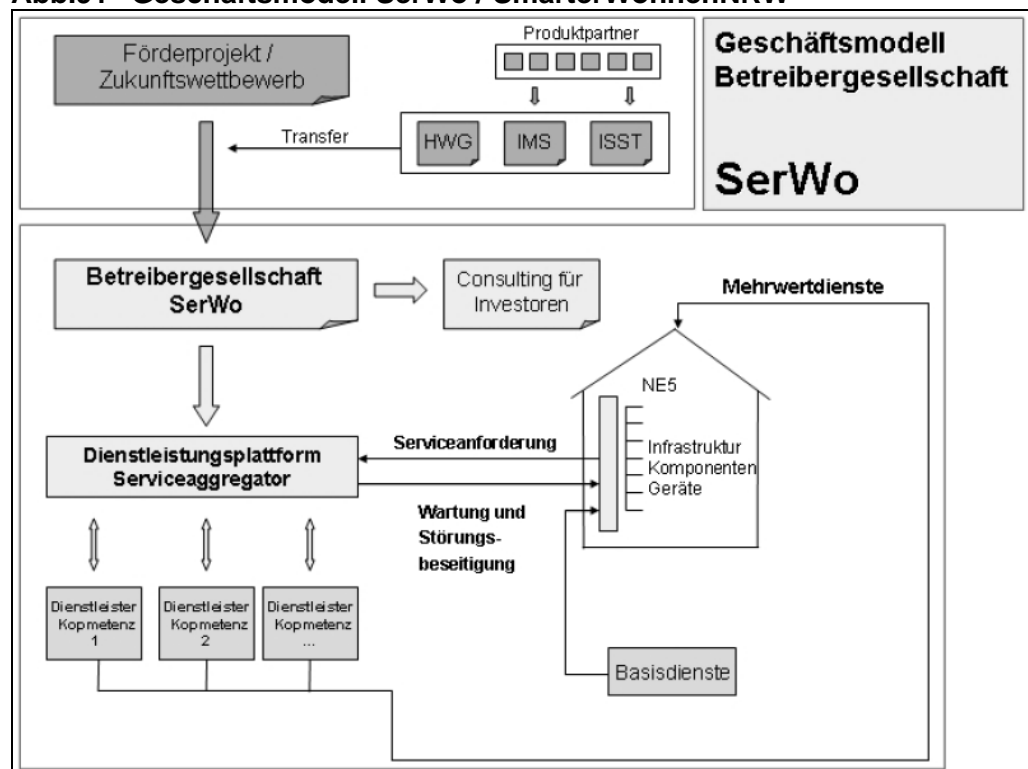 Förderprojekt /
Zukunftswettbewerb
Produktpartner
Transfer
HWG
IMS
ISST
Geschäftsmodell
Betreibergesellschaft
SerWo
Betreibergesellschaft
SerWo
Consulting für
Investoren
Mehrwertdienste
NE5
Infrastruktur
Komponenten
Geräte
Dienstleistungsplattform
Serviceaggregator
Serviceanforderung
Wartung und
Störungs-
beseitigung
Dienstleister
Kopmetenz
1
Dienstleister
Kopmetenz
2
Dienstleister
Kopmetenz
...
Basisdienste